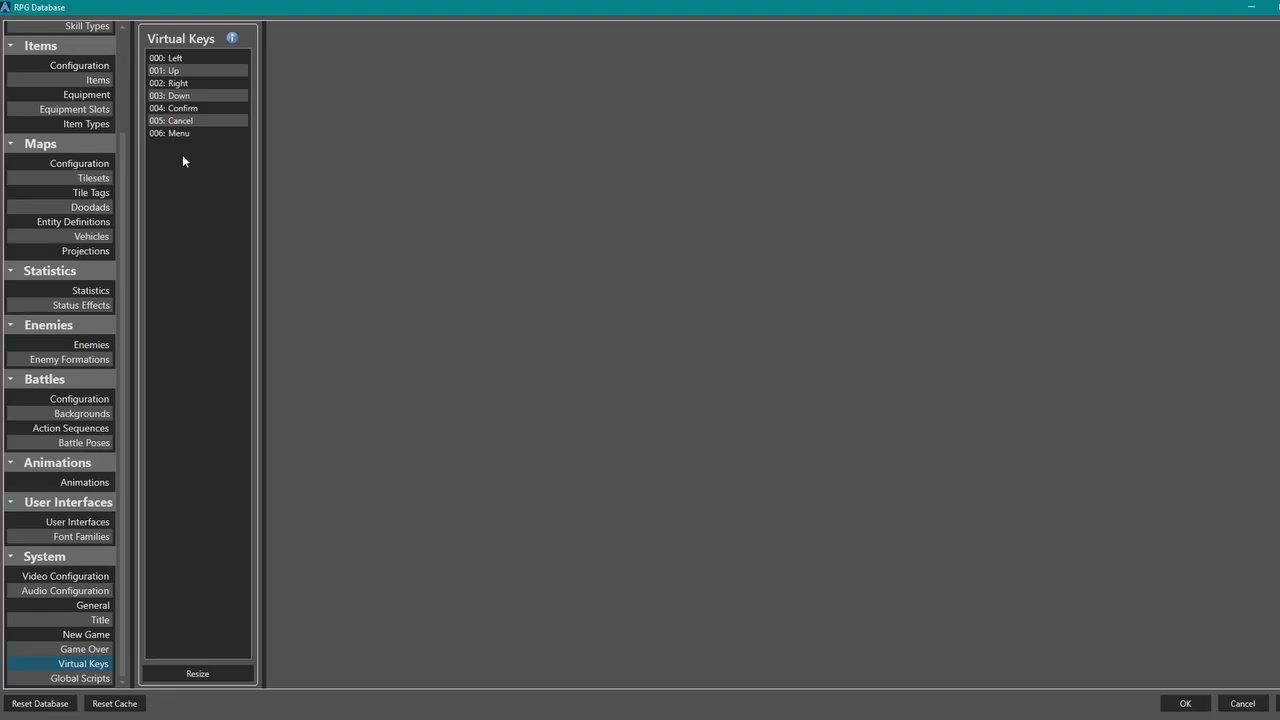 RPG Database
Skill Types
Items
Configuration
Items
Equipment
Equipment Slots
Item Types
Maps
Configuration
Tilesets
Tile Tags
Doodads
Entity Definitions
Vehicles
Projections
Statistics
Statistics
Status Effects
Enemies
Enemies
Enemy Formations
Battles
Configuration
Backgrounds
Action Sequences
Battle Poses
Animations
Animations
User Interfaces
User Interfaces
Font Families
System
Video Configuration
Audio Configuration
General
Title
New Game
Game Over
Virtual Keys
Global Scripts
Virtual Keys
000: Left
001: Up
002: Right
003: Down
004: Confirm
005: Cancel
006: Menu
Resize
Reset Database
Reset Cache
OK
Cancel